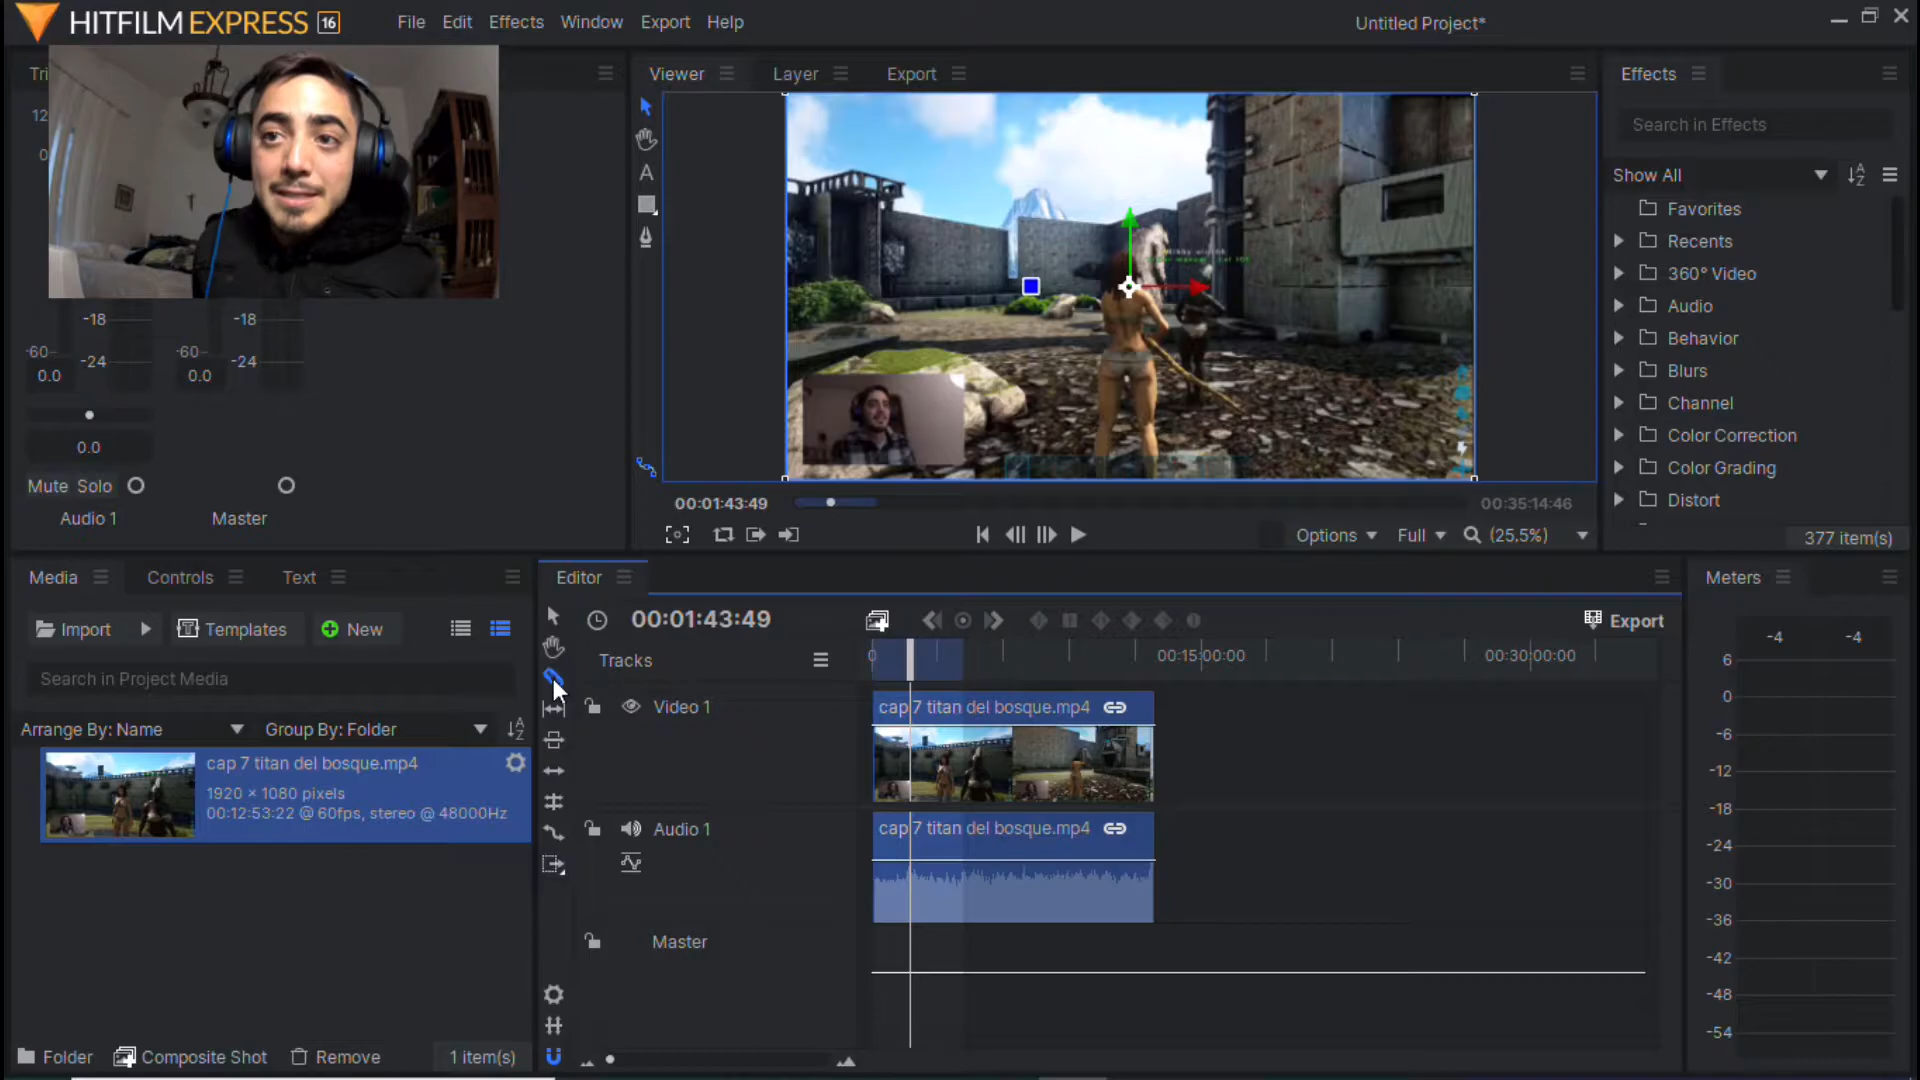 HITFILM EXPRESS 16
File Edit Effects Window Export Help
Untitled Project*
Tri
12
0
-18 -18
-60 -60
-24 -24
0.0 0.0
0.0
Mute Solo
Audio 1 Master
Viewer Layer Export
00:01:43:49 00:35:14:46
Options Full (25.5%)
Effects
Search in Effects
Show All
Favorites
Recents
360° Video
Audio
Behavior
Blurs
Channel
Color Correction
Color Grading
Distort
377 item(s)
Media Controls Text
Import Templates New
Search in Project Media
Arrange By: Name Group By: Folder
cap 7 titan del bosque.mp4
1920 × 1080 pixels
00:12:53:22 @ 60fps, stereo @ 48000Hz
Folder Composite Shot Remove 1 item(s)
Editor
00:01:43:49
Export
Tracks
0 00:15:00:00 00:30:00:00
Video 1
cap 7 titan del bosque.mp4
Audio 1
cap 7 titan del bosque.mp4
Master
Meters
-4 -4
6
0
-6
-12
-18
-24
-30
-36
-42
-48
-54